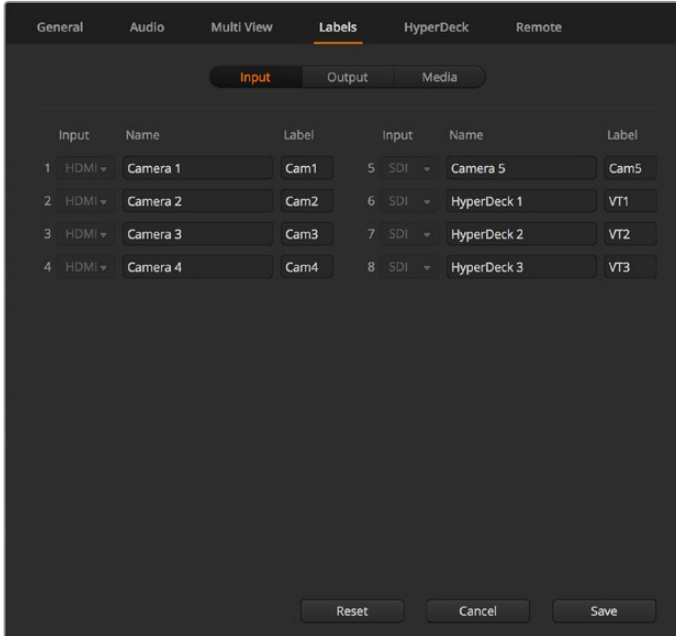 General Audio Multi View Labels HyperDeck Remote
Input Output Media
Input Name Label Input Name Label
1 HDMI Camera 1 Cam1 5 SDI Camera 5 Cam5
2 HDMI Camera 2 Cam2 6 SDI HyperDeck 1 VT1
3 HDMI Camera 3 Cam3 7 SDI HyperDeck 2 VT2
4 HDMI Camera 4 Cam4 8 SDI HyperDeck 3 VT3
Reset Cancel Save